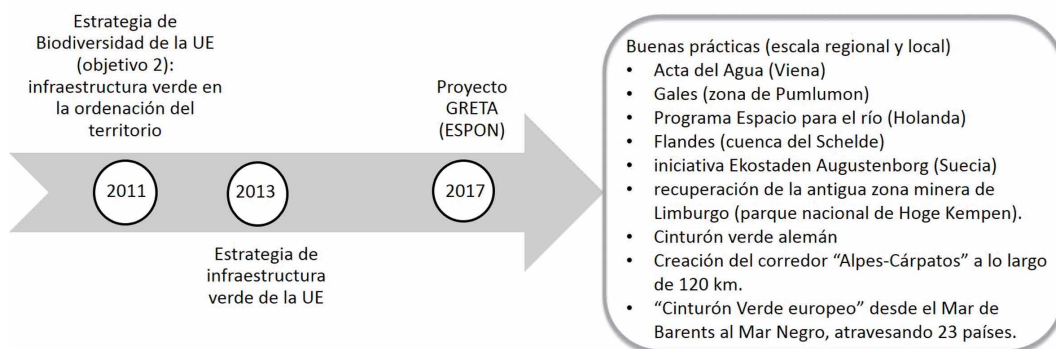 Estrategia de
Biodiversidad de la UE
(objetivo 2):
infraestructura verde en
la ordenación del
territorio
2011
2013
Estrategia de
infraestructura
verde de la UE
Proyecto
GRETA
(ESPON)
2017
Buenas prácticas (escala regional y local)
• Acta del Agua (Viena)
• Gales (zona de Pumlumon)
• Programa Espacio para el río (Holanda)
• Flandes (cuenca del Schelde)
• iniciativa Ekostaden Augustenborg (Suecia)
• recuperación de la antigua zona minera de
Limburgo (parque nacional de Hoge Kempen).
• Cinturón verde alemán
• Creación del corredor “Alpes-Cárpatos” a lo largo
de 120 km.
• “Cinturón Verde europeo” desde el Mar de
Barents al Mar Negro, atravesando 23 países.